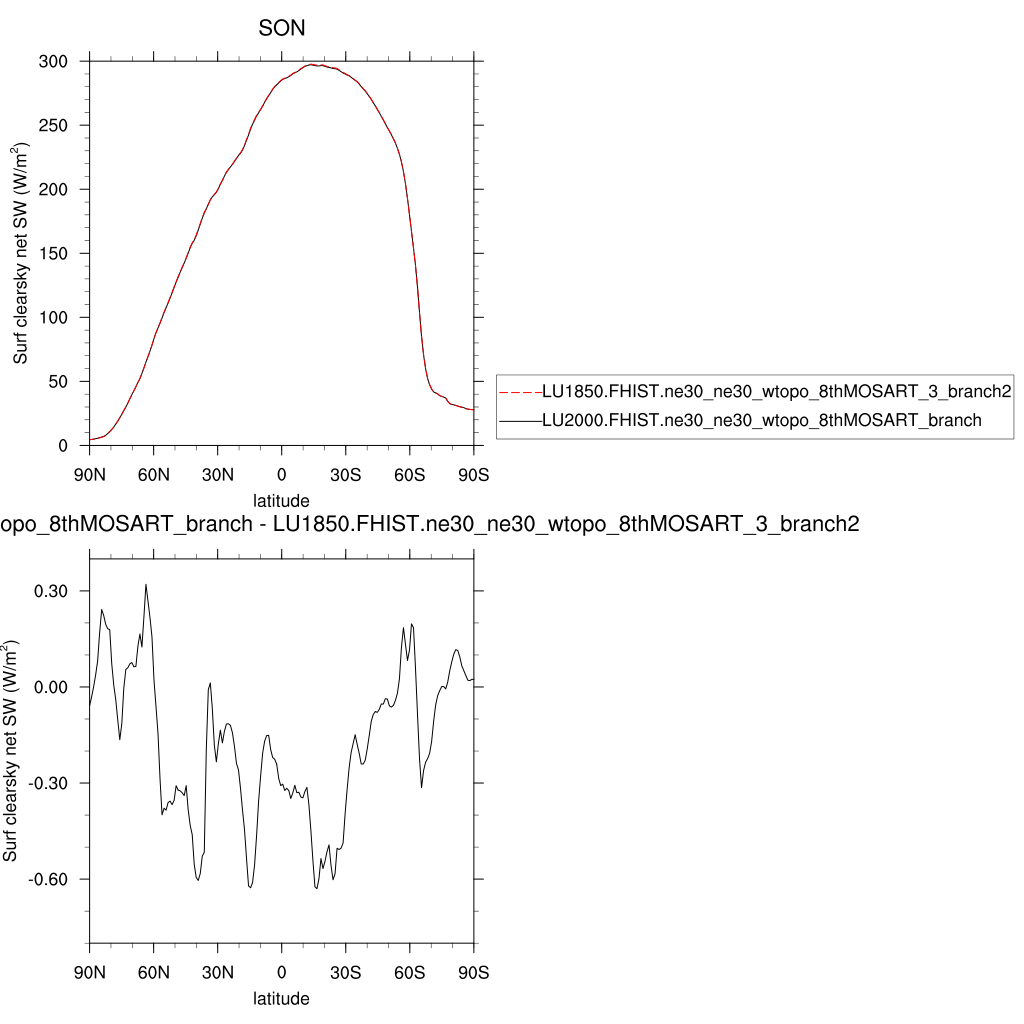 SON
300
250
200
150
100
50
0
Surf clearsky net SW (W/m2)
90N 60N 30N 0 30S 60S 90S
latitude
LU1850.FHIST.ne30_ne30_wtopo_8thMOSART_3_branch2
LU2000.FHIST.ne30_ne30_wtopo_8thMOSART_branch
opo_8thMOSART_branch - LU1850.FHIST.ne30_ne30_wtopo_8thMOSART_3_branch2
0.30
0.00
-0.30
-0.60
Surf clearsky net SW (W/m2)
90N 60N 30N 0 30S 60S 90S
latitude